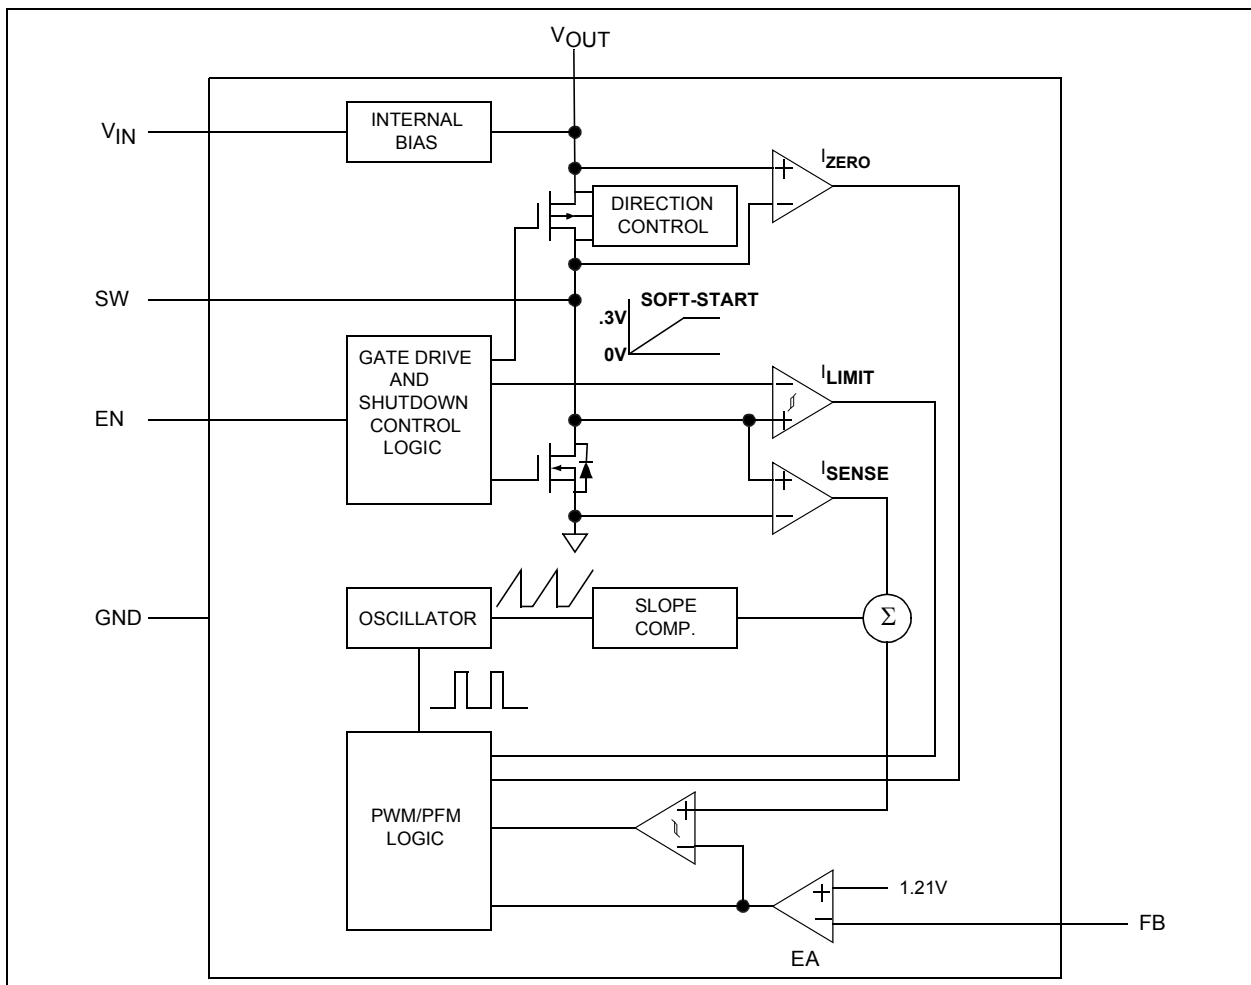 VOUT
VIN
INTERNAL
BIAS
IZERO
DIRECTION
CONTROL
SW
SOFT-START
.3V
0V
GATE DRIVE
AND
SHUTDOWN
CONTROL
LOGIC
ILIMIT
EN
ISENSE
GND
OSCILLATOR
SLOPE
COMP.
Σ
PWM/PFM
LOGIC
1.21V
FB
EA